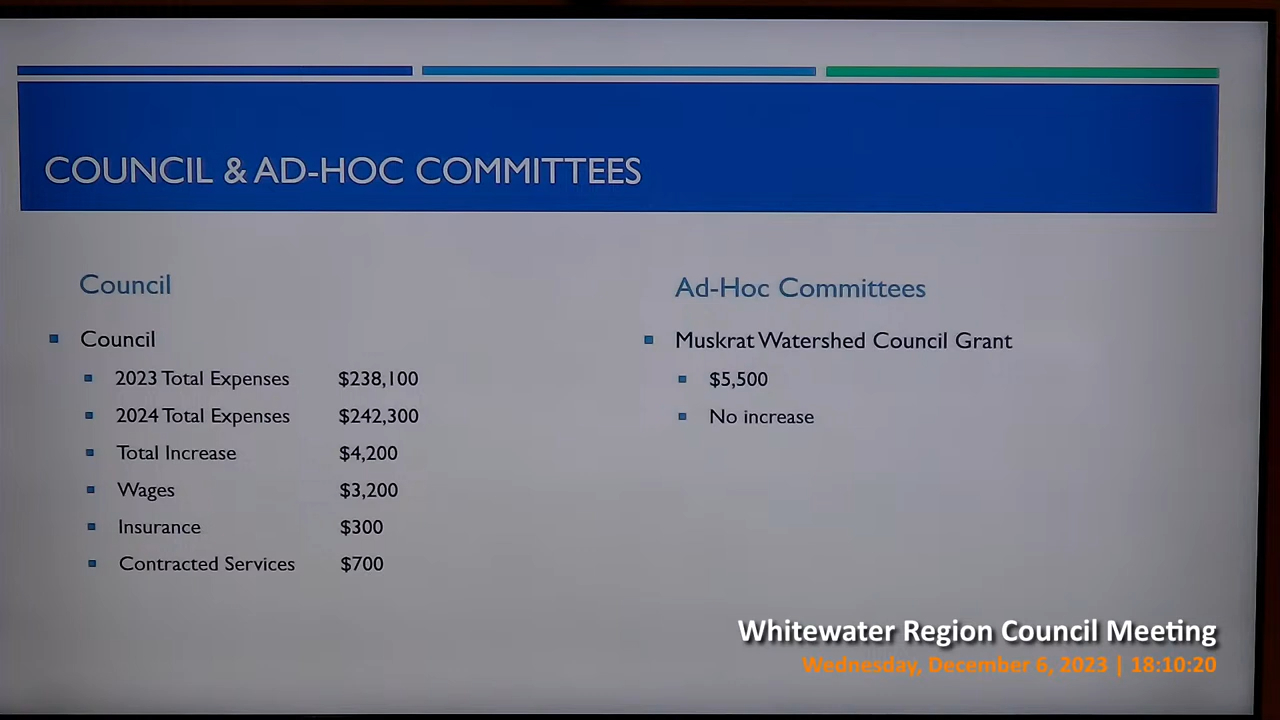 COUNCIL & AD-HOC COMMITTEES
Council
Council
2023 Total Expenses $238,100
2024 Total Expenses $242,300
Total Increase $4,200
Wages $3,200
Insurance $300
Contracted Services $700
Ad-Hoc Committees
Muskrat Watershed Council Grant
$5,500
No increase
Whitewater Region Council Meeting
Wednesday, December 6, 2023 | 18:10:20